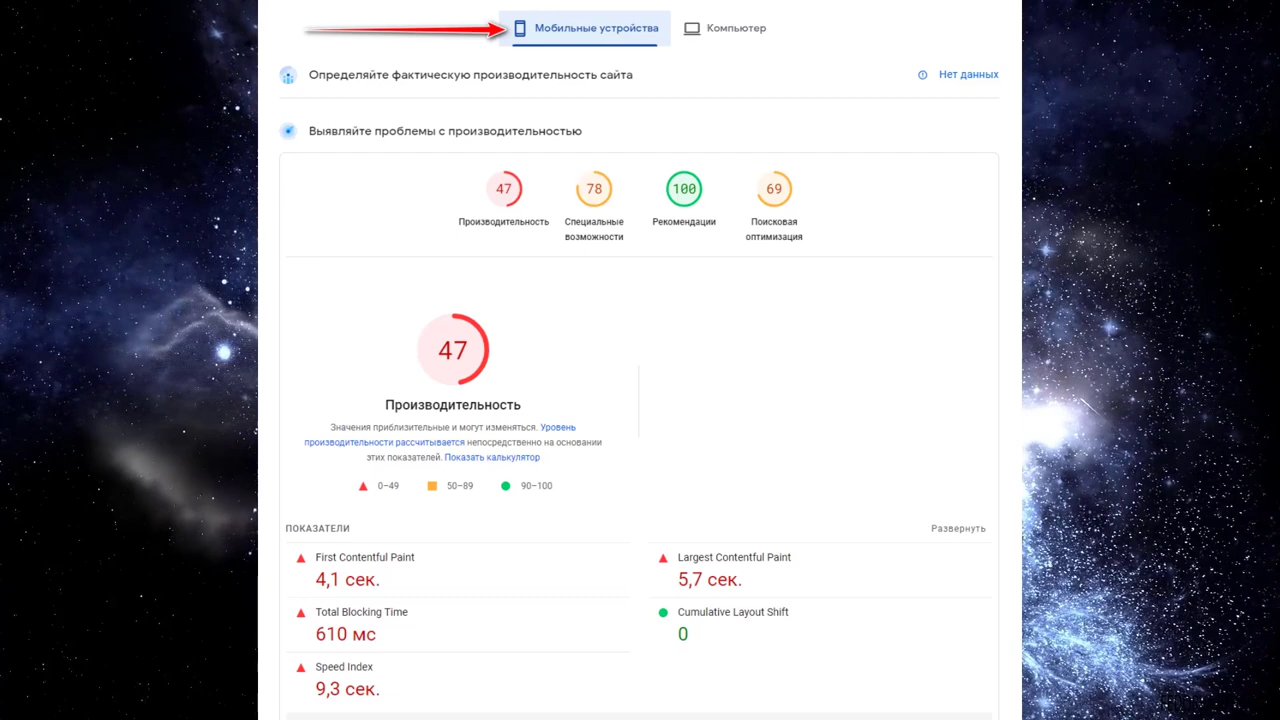 Мобильные устройства
Компьютер
Определяйте фактическую производительность сайта
Нет данных
Выявляйте проблемы с производительностью
47
78
100
69
Производительность
Специальные возможности
Рекомендации
Поисковая оптимизация
47
Производительность
Значения приблизительные и могут изменяться. Уровень
производительности рассчитывается непосредственно на основании
этих показателей. Показать калькулятор
0–49
50–89
90–100
ПОКАЗАТЕЛИ
Развернуть
First Contentful Paint
4,1 сек.
Largest Contentful Paint
5,7 сек.
Total Blocking Time
610 мс
Cumulative Layout Shift
0
Speed Index
9,3 сек.